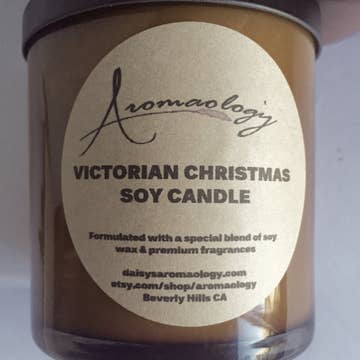 Aromaology
VICTORIAN CHRISTMAS
SOY CANDLE
Formulated with a special blend of soy
wax & premium fragrances
daisysaromaology.com
etsy.com/shop/aromaology
Beverly Hills CA